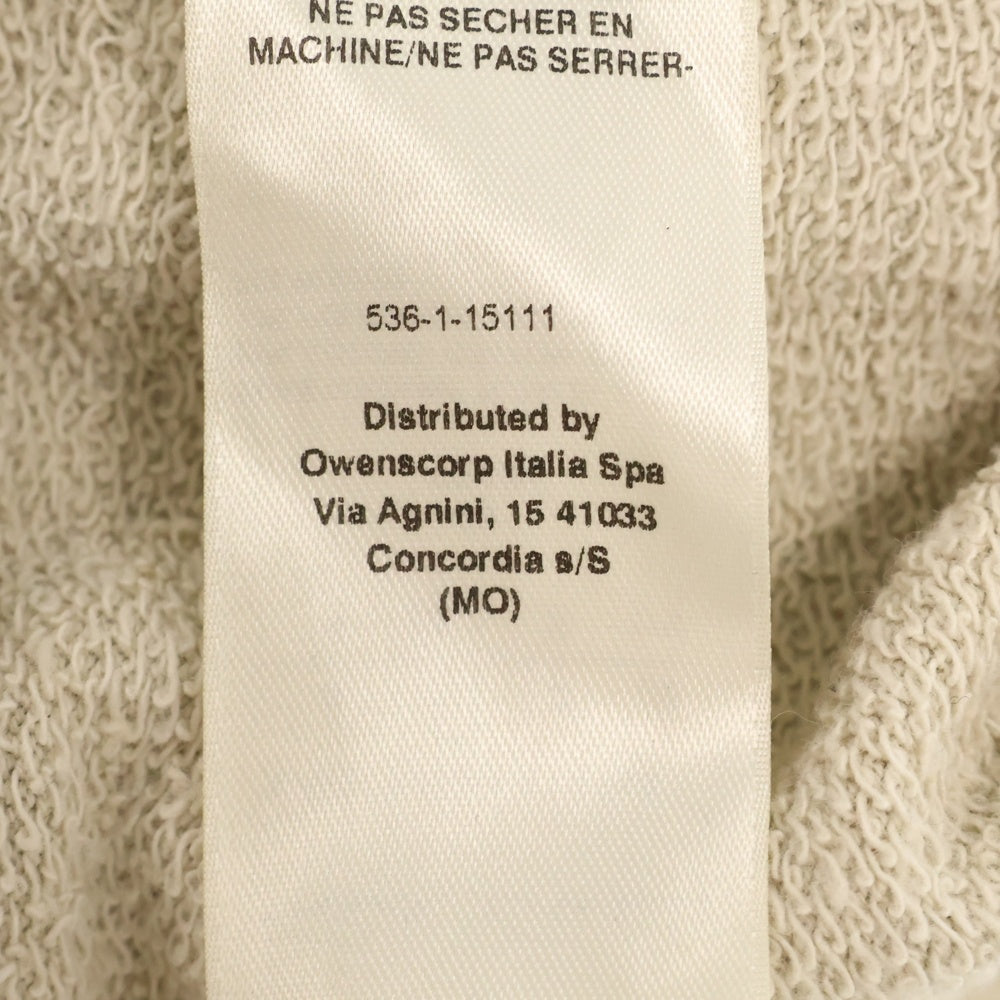 NE PAS SECHER EN
MACHINE/NE PAS SERRER-
536-1-15111
Distributed by
Owenscorp Italia Spa
Via Agnini, 15 41033
Concordia s/S
(MO)